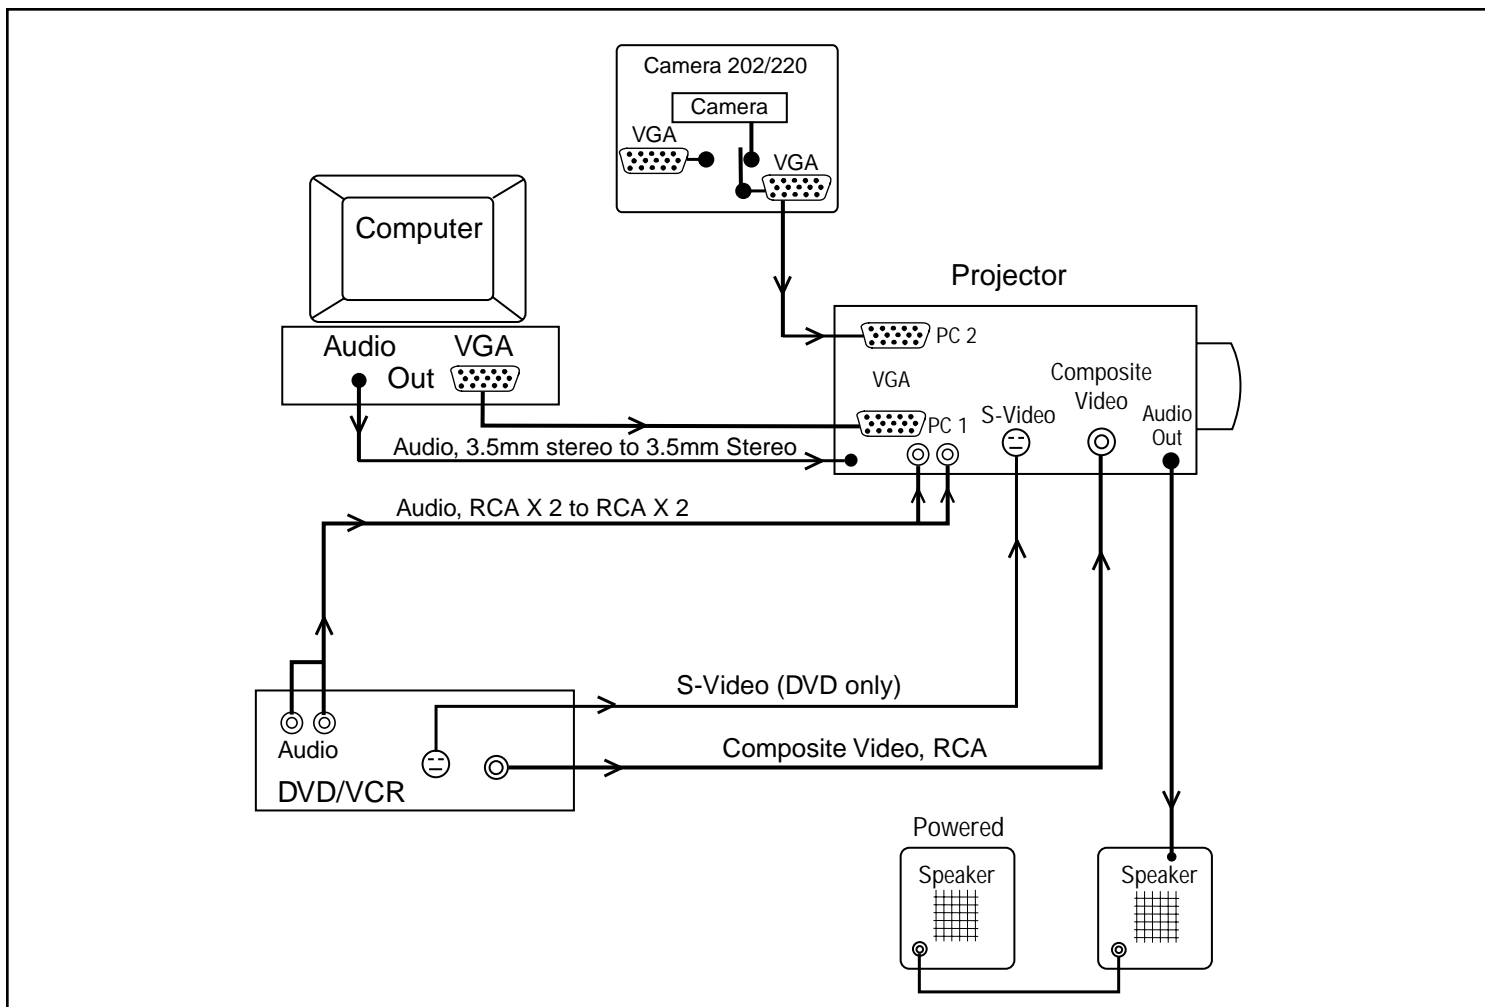 Camera 202/220
Camera
VGA
VGA
Computer
Projector
Audio
VGA
Out
PC 2
VGA
Composite
Video
S-Video
Audio
Out
PC 1
Audio, 3.5mm stereo to 3.5mm Stereo
Audio, RCA X 2 to RCA X 2
S-Video (DVD only)
Audio
Composite Video, RCA
DVD/VCR
Powered
Speaker
Speaker